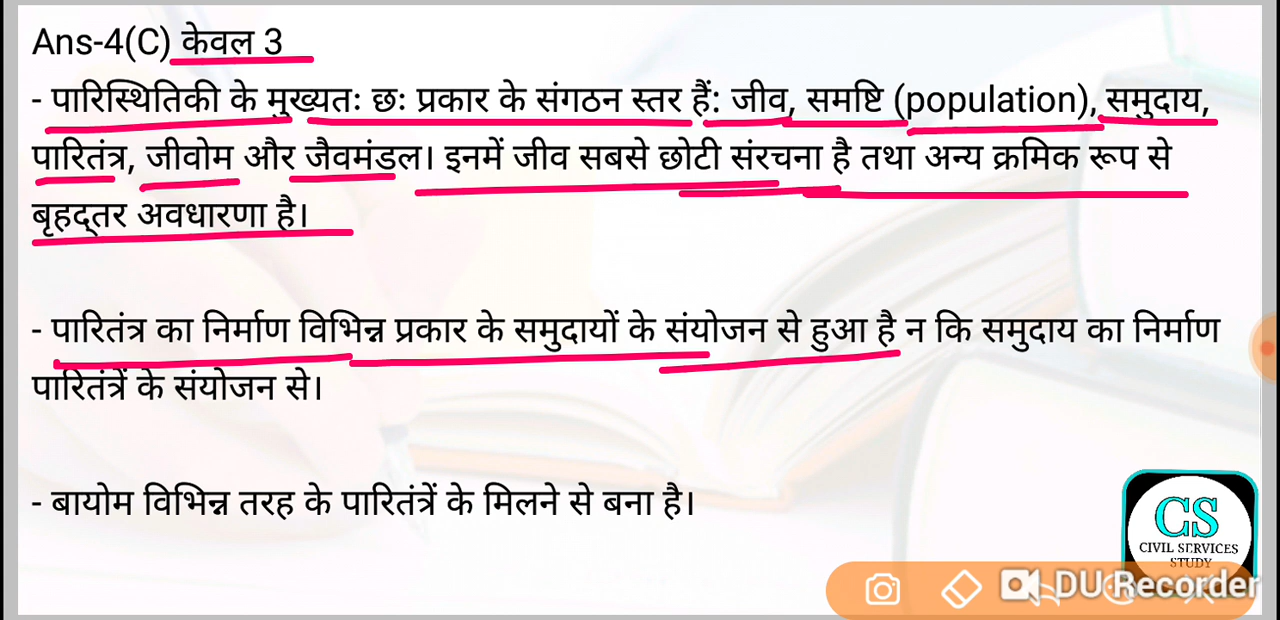 Ans-4(C) केवल 3
- पारिस्थितिकी के मुख्यतः छः प्रकार के संगठन स्तर हैं: जीव, समष्टि (population), समुदाय,
पारितंत्र, जीवोम और जैवमंडल। इनमें जीव सबसे छोटी संरचना है तथा अन्य क्रमिक रूप से
बृहद्तर अवधारणा है।
- पारितंत्र का निर्माण विभिन्न प्रकार के समुदायों के संयोजन से हुआ है न कि समुदाय का निर्माण
पारितंत्रें के संयोजन से।
- बायोम विभिन्न तरह के पारितंत्रें के मिलने से बना है।
CS
CIVIL SERVICES
STUDY
DU Recorder